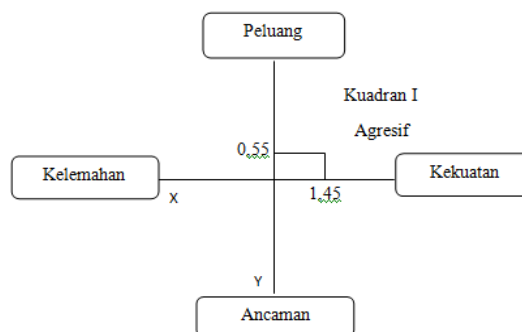 Peluang
Kuadran I
Agresif
0.55
Kelemahan
Kekuatan
X
1.45
Y
Ancaman